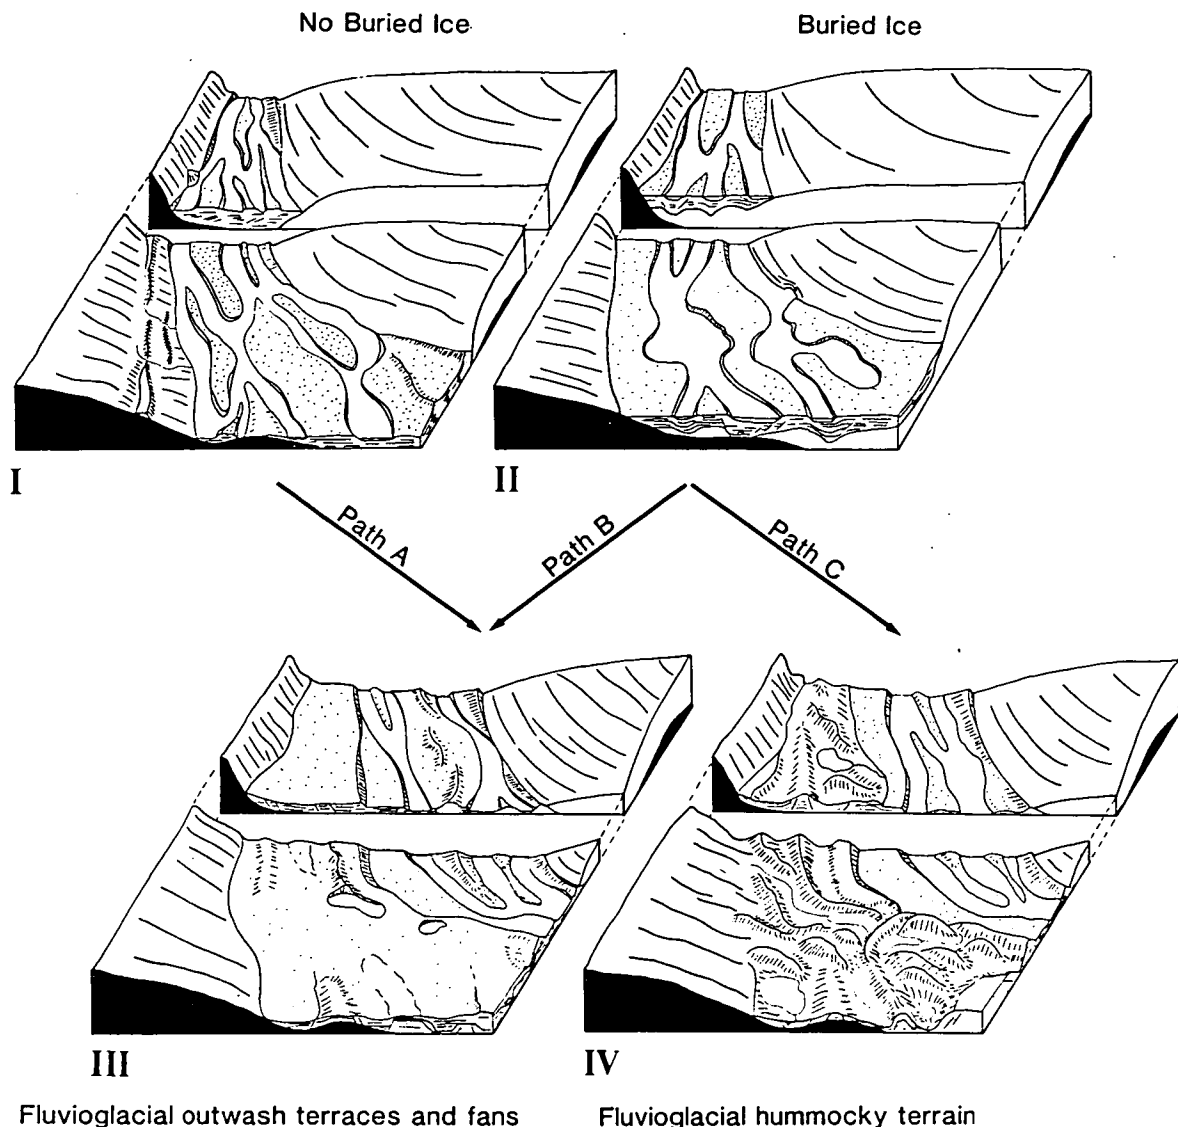 No Buried Ice
Buried Ice
I
II
Path A
Path B
Path C
III
IV
Fluvioglacial outwash terraces and fans
Fluvioglacial hummocky terrain